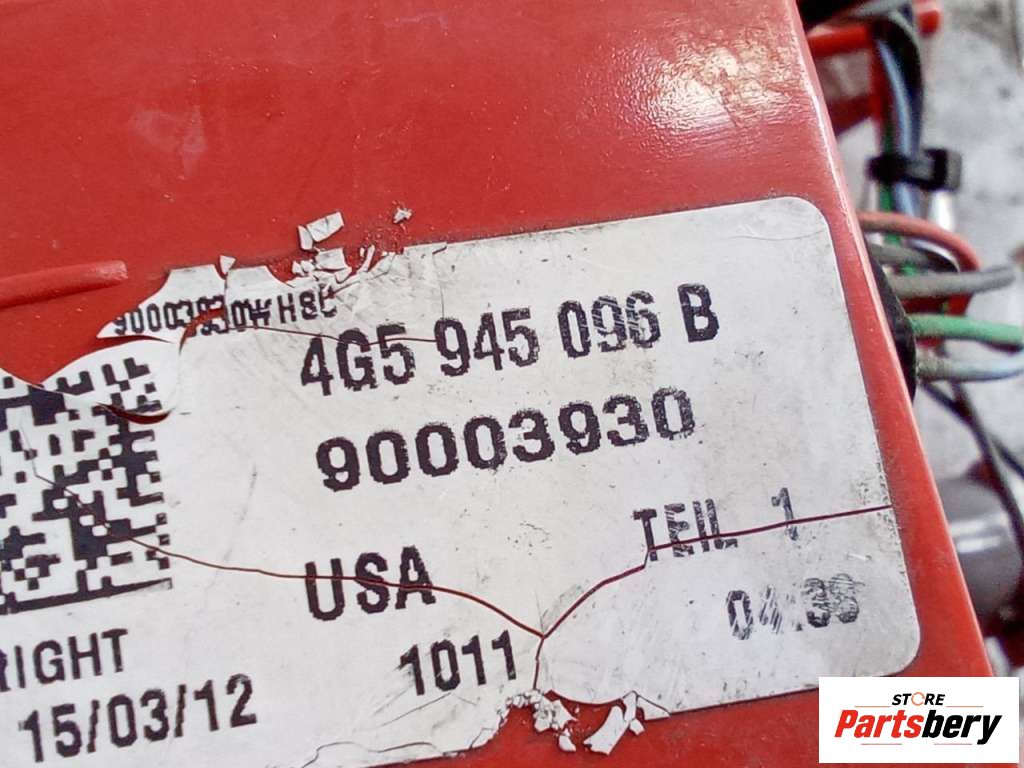 4G5 945 096 B
90003930
USA
TEIL 1
RIGHT
1011
15/03/12
STORE
Partsbery